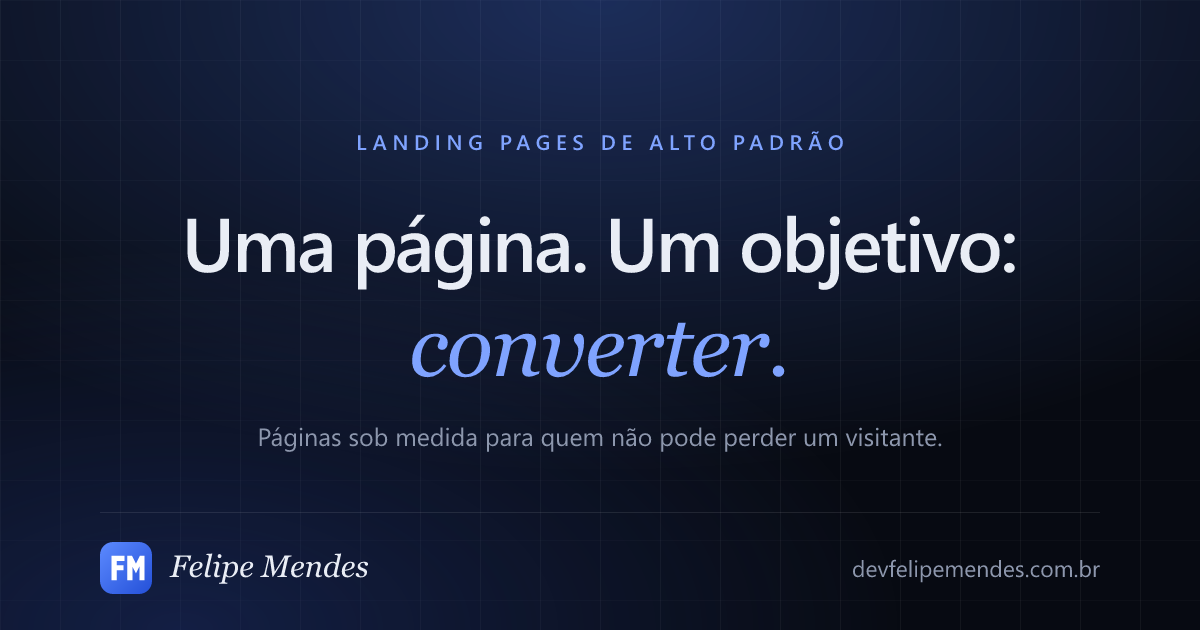 LANDING PAGES DE ALTO PADRÃO
Uma página. Um objetivo:
converter.
Páginas sob medida para quem não pode perder um visitante.
FM Felipe Mendes
devfelipemendes.com.br